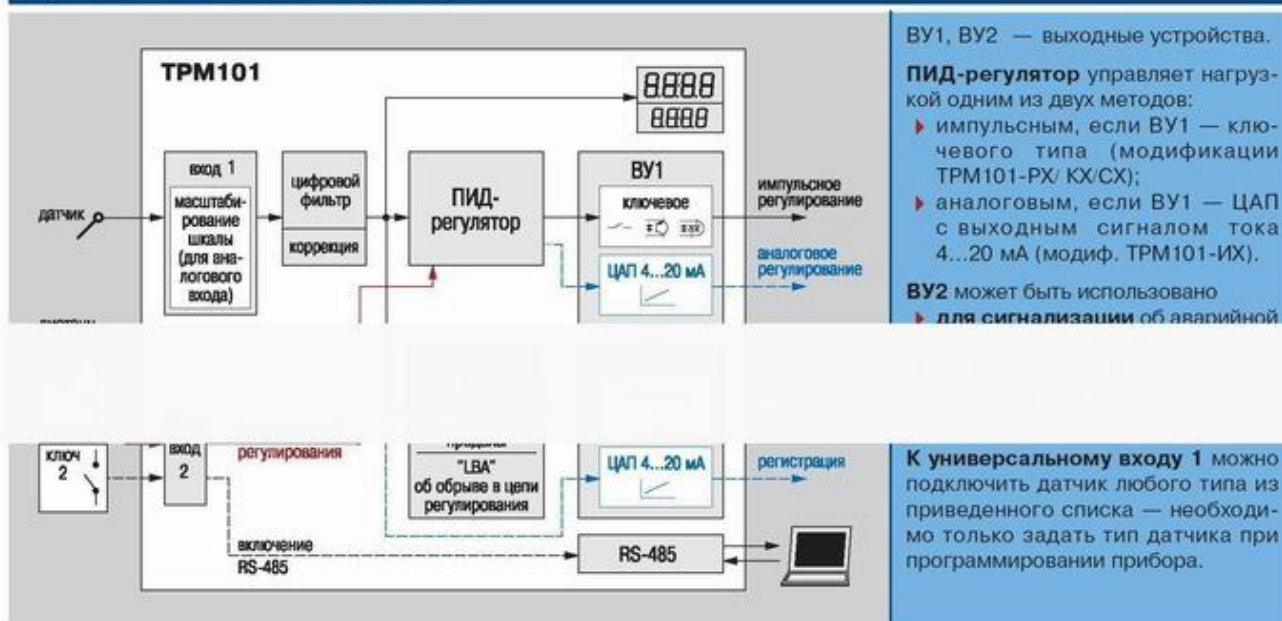 ТРМ101
8.8.8.8
8.8.8.8
вход 1
масштаби-
рование
шкалы
(для ана-
логового
входа)
датчик
цифровой
фильтр
коррекция
ПИД-
регулятор
ВУ1
ключевое
ЦАП 4...20 мА
импульсное
регулирование
аналоговое
регулирование
ключ
2
вход
2
регулирования
"LBA"
об обрыве в цепи
регулирования
ЦАП 4...20 мА
регистрация
включение
RS-485
RS-485
ВУ1, ВУ2 — выходные устройства.
ПИД-регулятор управляет нагруз-
кой одним из двух методов:
импульсным, если ВУ1 — клю-
чевого типа (модификации
ТРМ101-РХ/ КХ/СХ);
аналоговым, если ВУ1 — ЦАП
с выходным сигналом тока
4...20 мА (модиф. ТРМ101-ИХ).
ВУ2 может быть использовано
для сигнализации об аварийной
К универсальному входу 1 можно
подключить датчик любого типа из
приведенного списка — необходи-
мо только задать тип датчика при
программировании прибора.